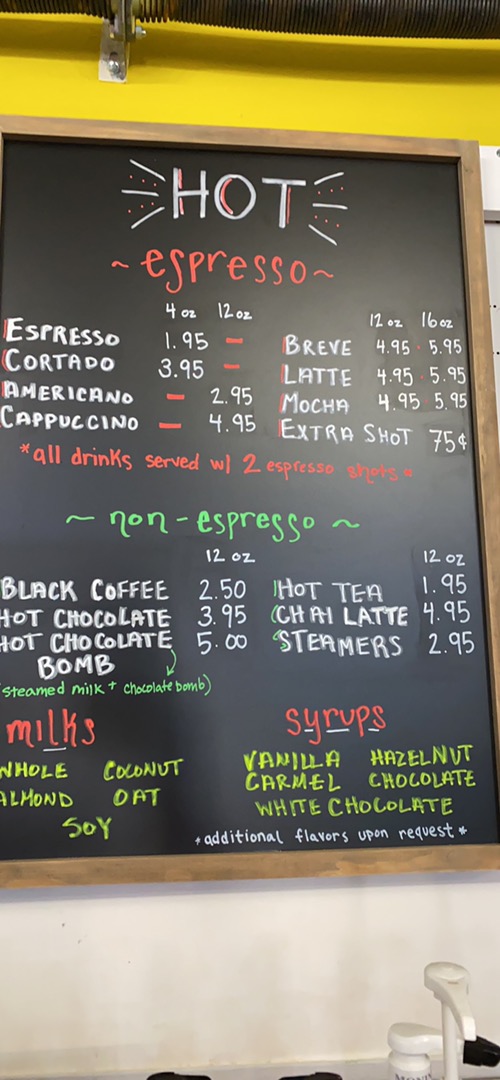 HOT
~ espresso ~
4 oz 12 oz
ESPRESSO 1.95 -
CORTADO 3.95 -
AMERICANO - 2.95
CAPPUCCINO - 4.95
12 oz 16 oz
BREVE 4.95 · 5.95
LATTE 4.95 · 5.95
MOCHA 4.95 · 5.95
EXTRA SHOT 75¢
*all drinks served w/ 2 espresso shots*
~ non-espresso ~
12 oz
BLACK COFFEE 2.50
HOT CHOCOLATE 3.95
HOT CHOCOLATE 5.00
BOMB
(steamed milk + chocolate bomb)
12 oz
HOT TEA 1.95
CHAI LATTE 4.95
STEAMERS 2.95
milks
WHOLE COCONUT
ALMOND OAT
SOY
syrups
VANILLA HAZELNUT
CARMEL CHOCOLATE
WHITE CHOCOLATE
*additional flavors upon request*